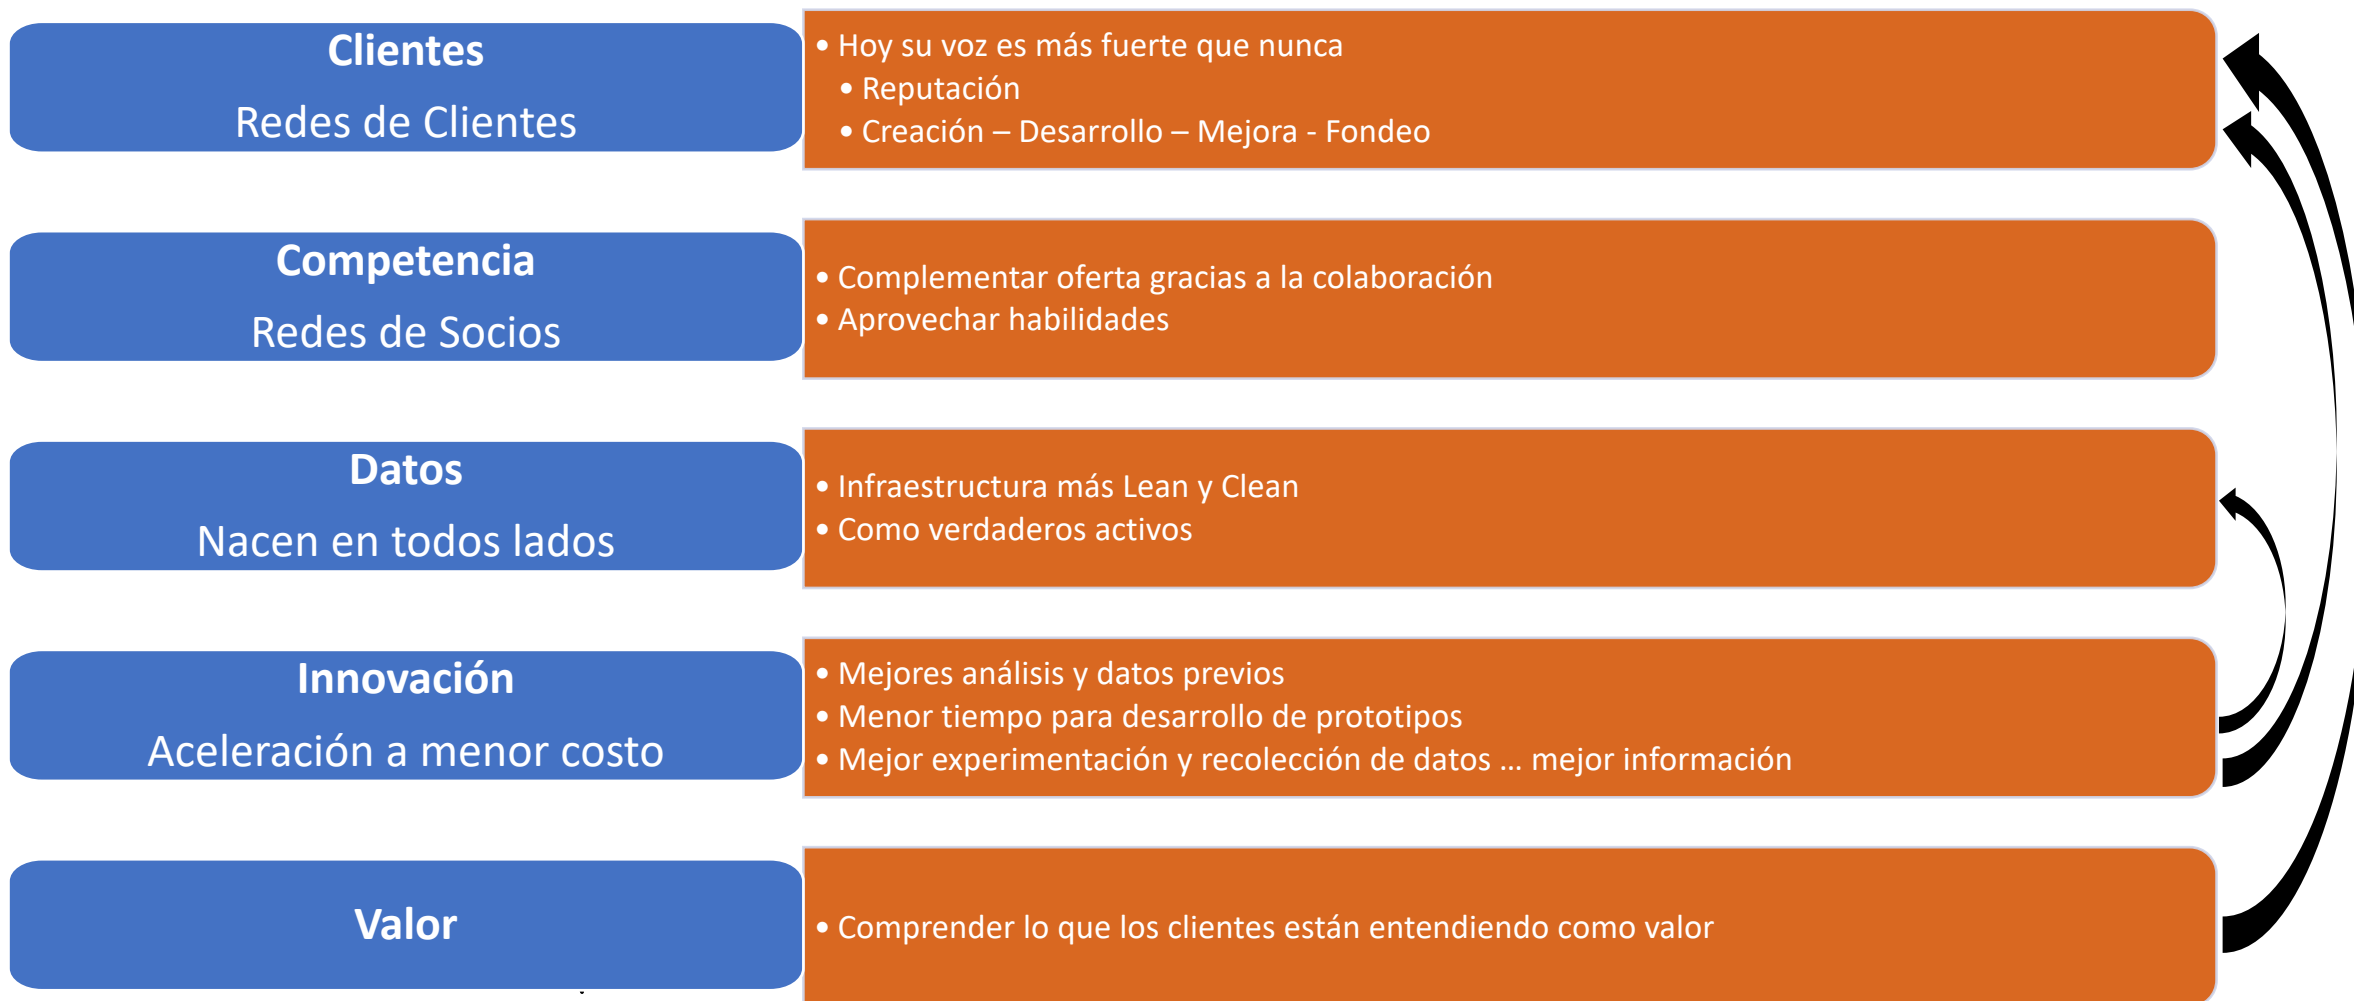 Clientes
Redes de Clientes
• Hoy su voz es más fuerte que nunca
• Reputación
• Creación – Desarrollo – Mejora - Fondeo
Competencia
Redes de Socios
• Complementar oferta gracias a la colaboración
• Aprovechar habilidades
Datos
Nacen en todos lados
• Infraestructura más Lean y Clean
• Como verdaderos activos
Innovación
Aceleración a menor costo
• Mejores análisis y datos previos
• Menor tiempo para desarrollo de prototipos
• Mejor experimentación y recolección de datos ... mejor información
Valor
• Comprender lo que los clientes están entendiendo como valor